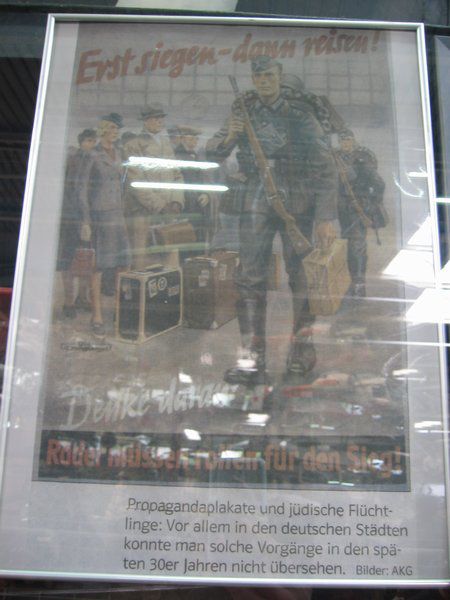 Erst siegen - dann reisen!
Denke daran
Räder müssen rollen für den Sieg!
Propagandaplakate und jüdische Flücht-
linge: Vor allem in den deutschen Städten
konnte man solche Vorgänge in den spä-
ten 30er Jahren nicht übersehen. Bilder: AKG